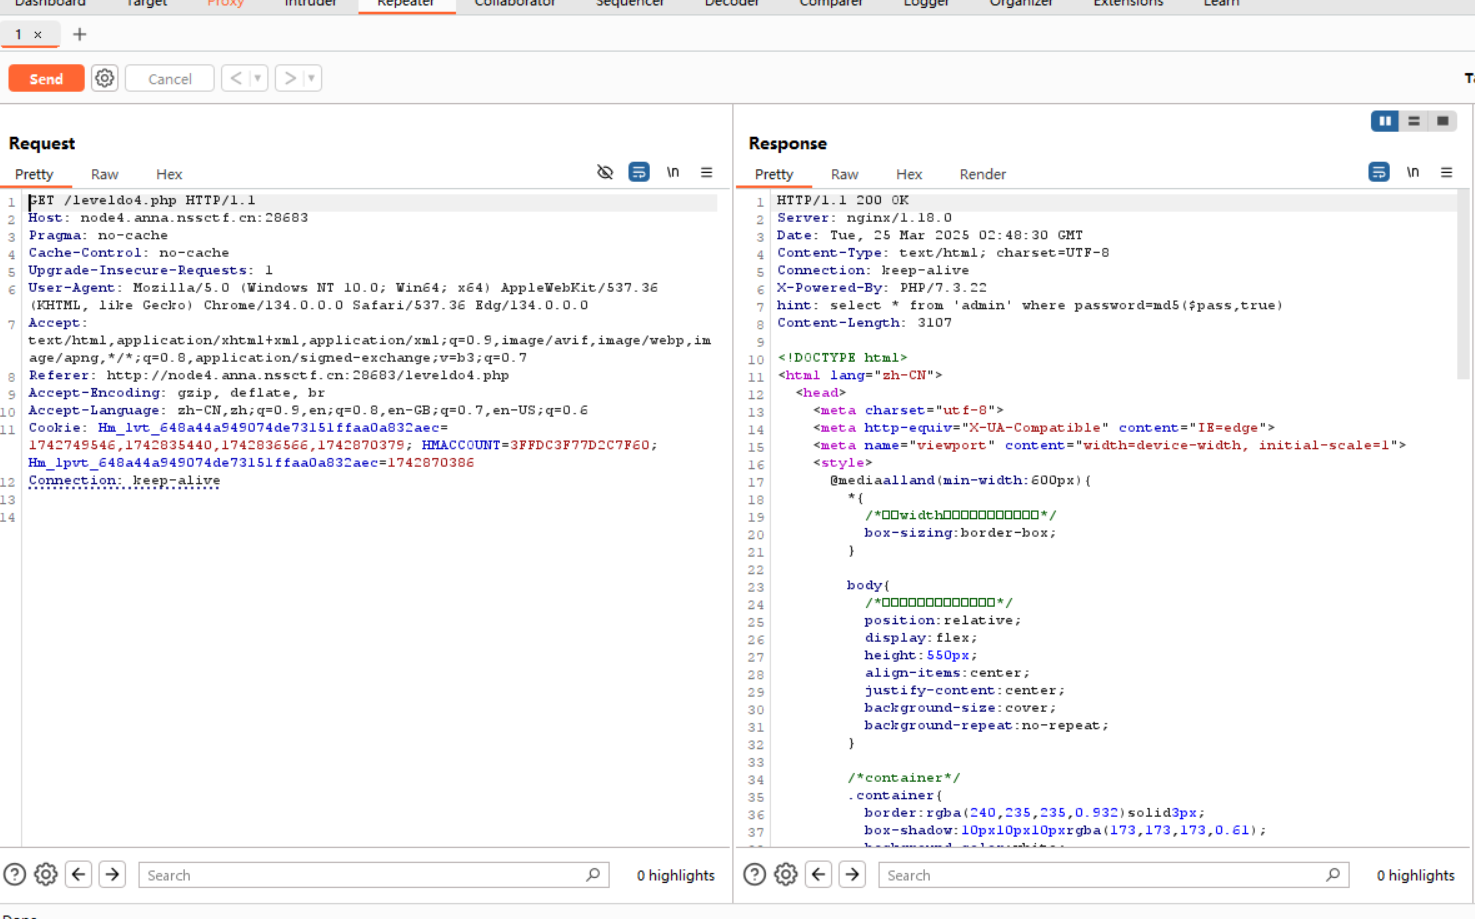 Dashboard Target Proxy Intruder Repeater Collaborator Sequencer Decoder Comparer Logger Organizer Extensions Learn
1 × +
Send Cancel < >
Request
Pretty Raw Hex \n
1 GET /leveldo4.php HTTP/1.1
2 Host: node4.anna.nssctf.cn:28683
3 Pragma: no-cache
4 Cache-Control: no-cache
5 Upgrade-Insecure-Requests: 1
6 User-Agent: Mozilla/5.0 (Windows NT 10.0; Win64; x64) AppleWebKit/537.36
(KHTML, like Gecko) Chrome/134.0.0.0 Safari/537.36 Edg/134.0.0.0
7 Accept:
text/html,application/xhtml+xml,application/xml;q=0.9,image/avif,image/webp,im
age/apng,*/*;q=0.8,application/signed-exchange;v=b3;q=0.7
8 Referer: http://node4.anna.nssctf.cn:28683/leveldo4.php
9 Accept-Encoding: gzip, deflate, br
10 Accept-Language: zh-CN,zh;q=0.9,en;q=0.8,en-GB;q=0.7,en-US;q=0.6
11 Cookie: Hm_lvt_648a44a949074de73151ffaa0a832aec=
1742749546,1742835440,1742836566,1742870379; HMACCOUNT=3FFDC3F77D2C7F60;
Hm_lpvt_648a44a949074de73151ffaa0a832aec=1742870386
12 Connection: keep-alive
13
14
Search 0 highlights
Response
Pretty Raw Hex Render \n
1 HTTP/1.1 200 OK
2 Server: nginx/1.18.0
3 Date: Tue, 25 Mar 2025 02:48:30 GMT
4 Content-Type: text/html; charset=UTF-8
5 Connection: keep-alive
6 X-Powered-By: PHP/7.3.22
7 hint: select * from 'admin' where password=md5($pass,true)
8 Content-Length: 3107
9
10 <!DOCTYPE html>
11 <html lang="zh-CN">
12 <head>
13 <meta charset="utf-8">
14 <meta http-equiv="X-UA-Compatible" content="IE=edge">
15 <meta name="viewport" content="width=device-width, initial-scale=1">
16 <style>
17 @mediaalland(min-width:600px){
18 *{
19 /*□□width□□□□□□□□□□□*/
20 box-sizing:border-box;
21 }
22
23 body{
24 /*□□□□□□□□□□□□□*/
25 position:relative;
26 display:flex;
27 height:550px;
28 align-items:center;
29 justify-content:center;
30 background-size:cover;
31 background-repeat:no-repeat;
32 }
33
34 /*container*/
35 .container{
36 border:rgba(240,235,235,0.932)solid3px;
37 box-shadow:10px10px10pxrgba(173,173,173,0.61);
Search 0 highlights